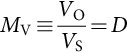 M_V ≡ V_O / V_S = D